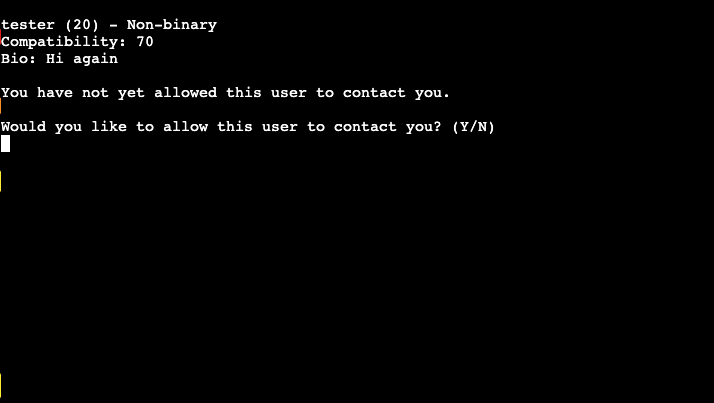 tester (20) - Non-binary
Compatibility: 70
Bio: Hi again
You have not yet allowed this user to contact you.
Would you like to allow this user to contact you? (Y/N)